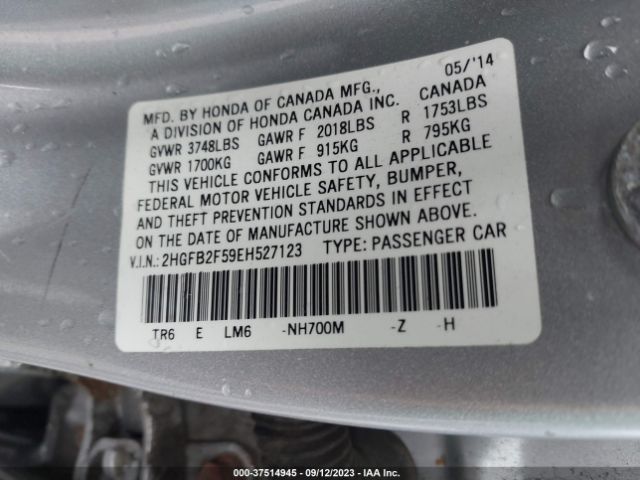 05/'14
MFD. BY HONDA OF CANADA MFG.,
A DIVISION OF HONDA CANADA INC. CANADA
GVWR 3748LBS GAWR F 2018LBS R 1753LBS
GVWR 1700KG GAWR F 915KG R 795KG
THIS VEHICLE CONFORMS TO ALL APPLICABLE
FEDERAL MOTOR VEHICLE SAFETY, BUMPER,
AND THEFT PREVENTION STANDARDS IN EFFECT
ON THE DATE OF MANUFACTURE SHOWN ABOVE.
V.I.N.: 2HGFB2F59EH527123 TYPE: PASSENGER CAR
TR6 E LM6 -NH700M -Z -H
000-37514945 - 09/12/2023 - IAA Inc.